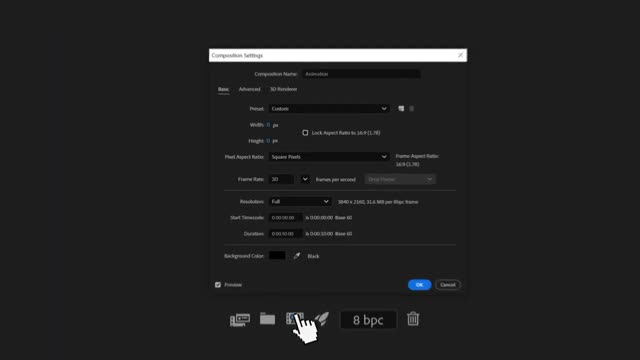 Composition Settings
Composition Name: Animation
Basic Advanced 3D Renderer
Preset: Custom
Width: 0 px
Lock Aspect Ratio to 16:9 (1.78)
Height: 0 px
Pixel Aspect Ratio: Square Pixels Frame Aspect Ratio:
16:9 (1.78)
Frame Rate: 30 frames per second Drop Frame
Resolution: Full 3840 x 2160, 31.6 MB per 8bpc frame
Start Timecode: 0:00:00:00 is 0:00:00:00 Base 60
Duration: 0:00:10:00 is 0:00:10:00 Base 60
Background Color: Black
Preview OK Cancel
8 bpc